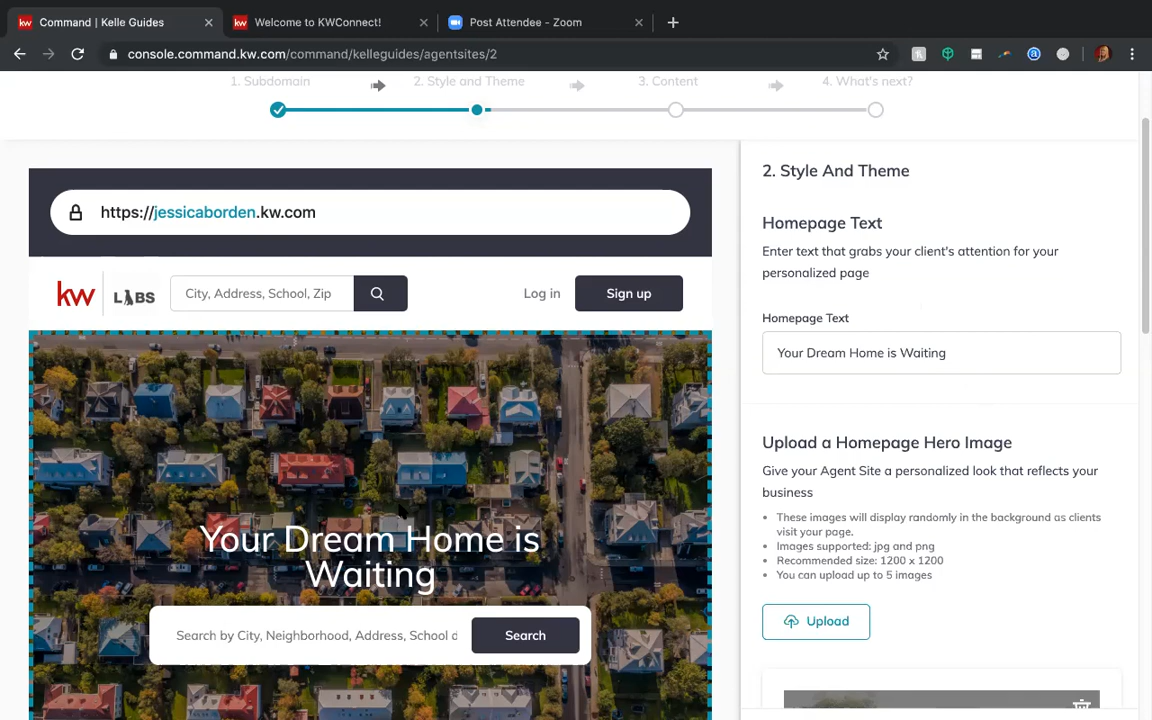 kw Command | Kelle Guides
kw Welcome to KWConnect!
Post Attendee - Zoom
console.command.kw.com/command/kelleguides/agentsites/2
1. Subdomain
2. Style and Theme
3. Content
4. What's next?
https://jessicaborden.kw.com
kw LABS
City, Address, School, Zip
Log in
Sign up
Your Dream Home is
Waiting
Search by City, Neighborhood, Address, School d
Search
2. Style And Theme
Homepage Text
Enter text that grabs your client's attention for your
personalized page
Homepage Text
Your Dream Home is Waiting
Upload a Homepage Hero Image
Give your Agent Site a personalized look that reflects your
business
• These images will display randomly in the background as clients
visit your page.
• Images supported: jpg and png
• Recommended size: 1200 x 1200
• You can upload up to 5 images
Upload